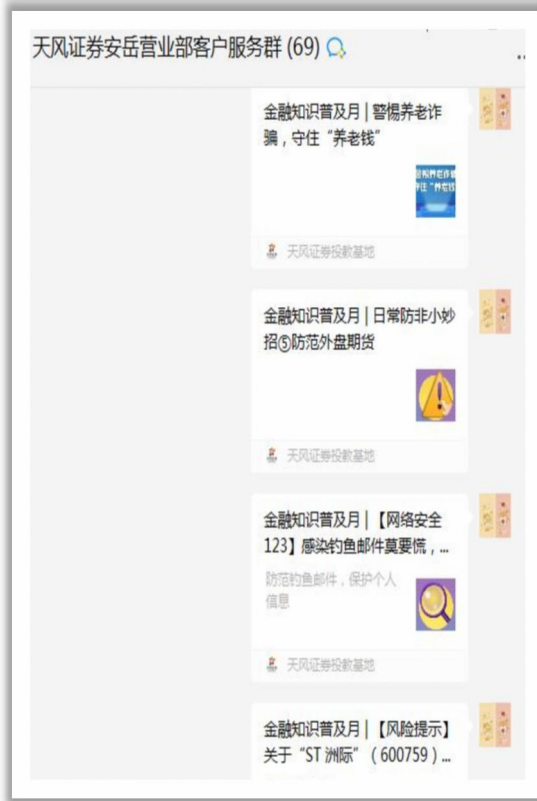 天风证券安岳营业部客户服务群 (69)
金融知识普及月 | 警惕养老诈
骗，守住“养老钱”
天风证券投教基地
金融知识普及月 | 日常防非小妙
招⑤防范外盘期货
天风证券投教基地
金融知识普及月 | 【网络安全
123】感染钓鱼邮件莫要慌，...
防范钓鱼邮件，保护个人
信息
天风证券投教基地
金融知识普及月 | 【风险提示】
关于“ST 洲际”（600759）...